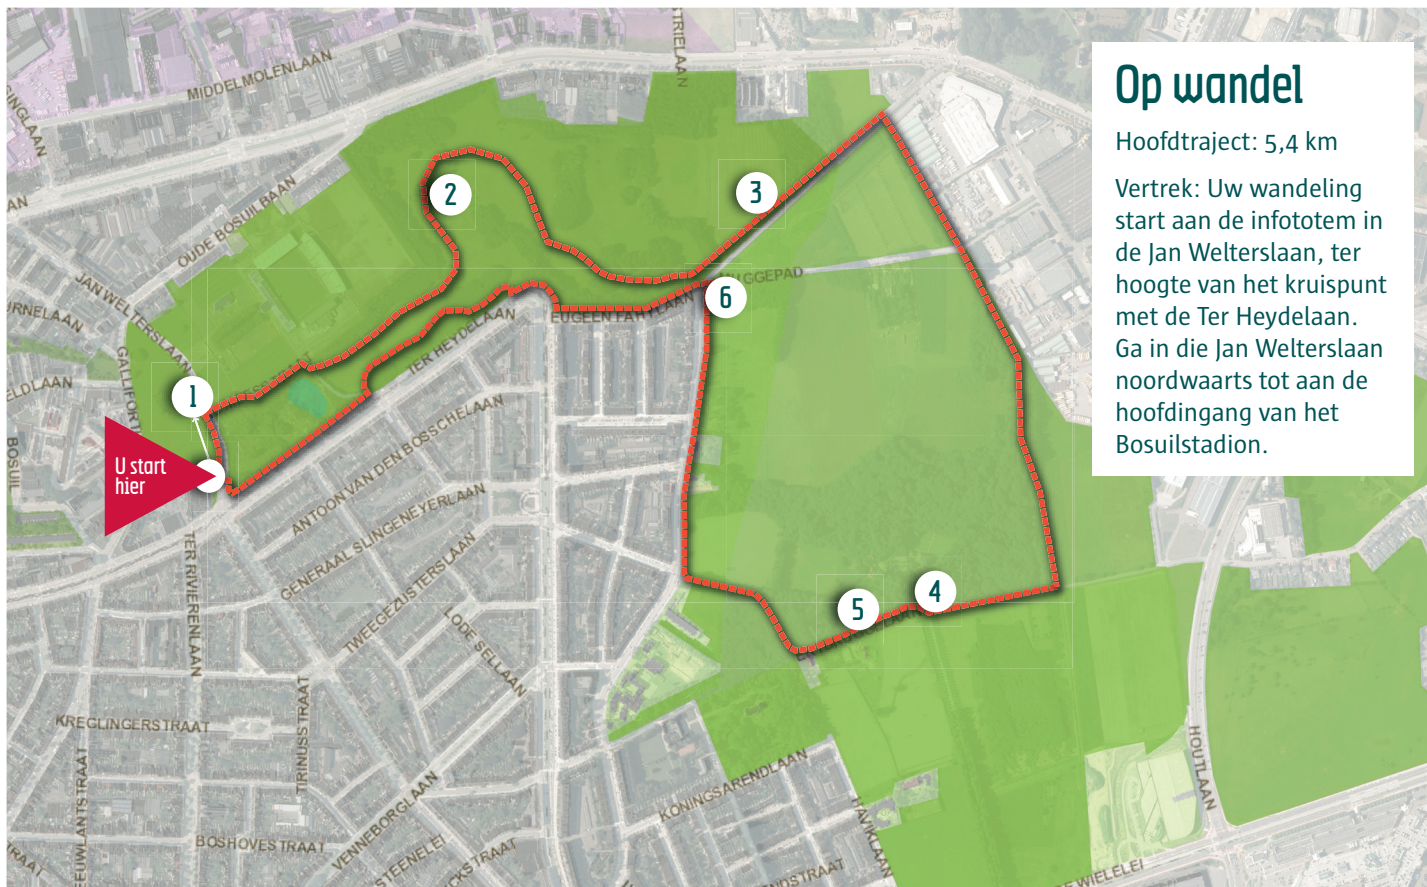 Op wandel
Hoofdtraject: 5,4 km
Vertrek: Uw wandeling
start aan de infototem in
de Jan Welterslaan, ter
hoogte van het kruispunt
met de Ter Heydelaan.
Ga in die Jan Welterslaan
noordwaarts tot aan de
hoofdingang van het
Bosuilstadion.
MIDDELMOLENLAAN
OUDE BOSUILBAAN
JAN WELTERSLAAN
2
3
6
1
U start
hier
BOSUIL
TER HEYDELAAN
ANTOON VAN DEN BOSSCHELAAN
GENERAAL SLINGENEYERLAAN
TWEEGEZUSTERSLAAN
LODE SELLAAN
TER RIVIERENLAAN
5
4
KREGLINGERSTRAAT
TIRINUSSTRAAT
BOSHOVESTRAAT
VENNEBORGLAAN
KONINGSARENDLAAN
HAVIKLAAN
HOUTLAAN